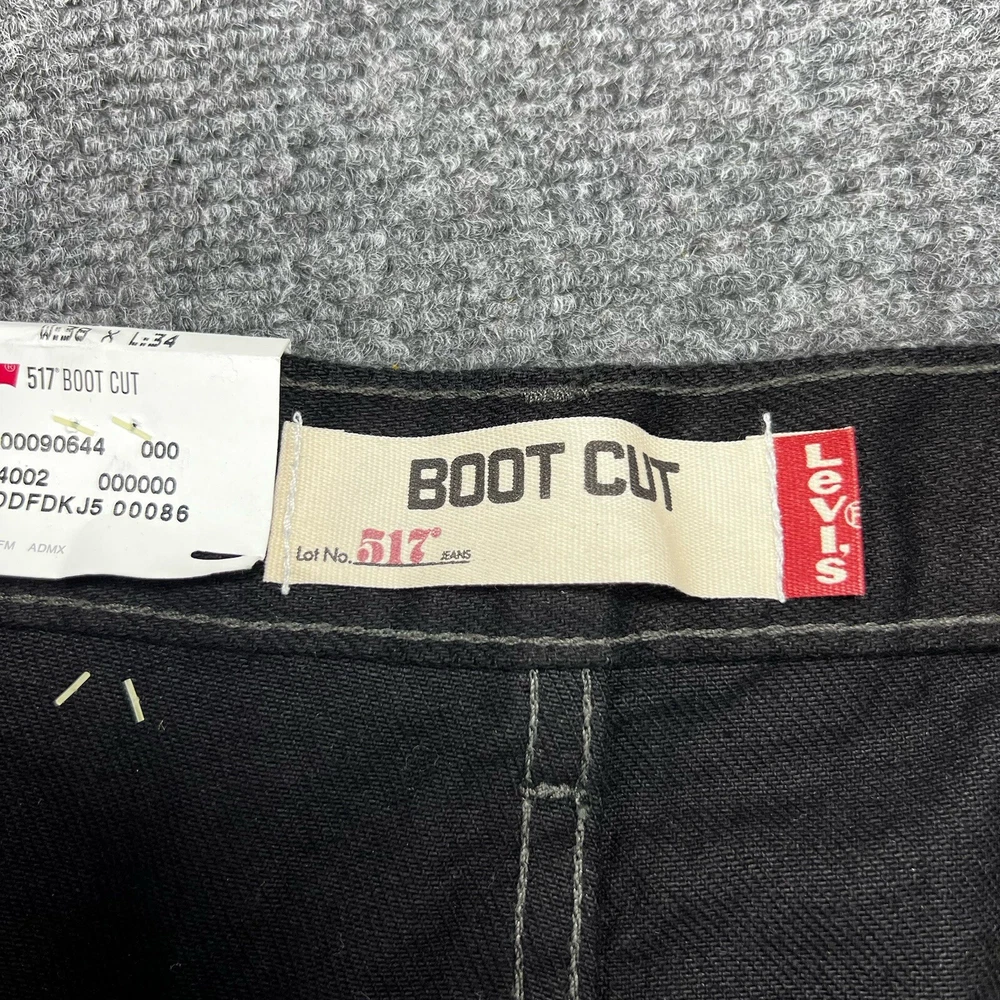 L:34
517® BOOT CUT
00090644 000
4002 000000
DDFDKJ5 00086
FM ADMX
BOOT CUT
Lot No. 517® JEANS
Levi's®